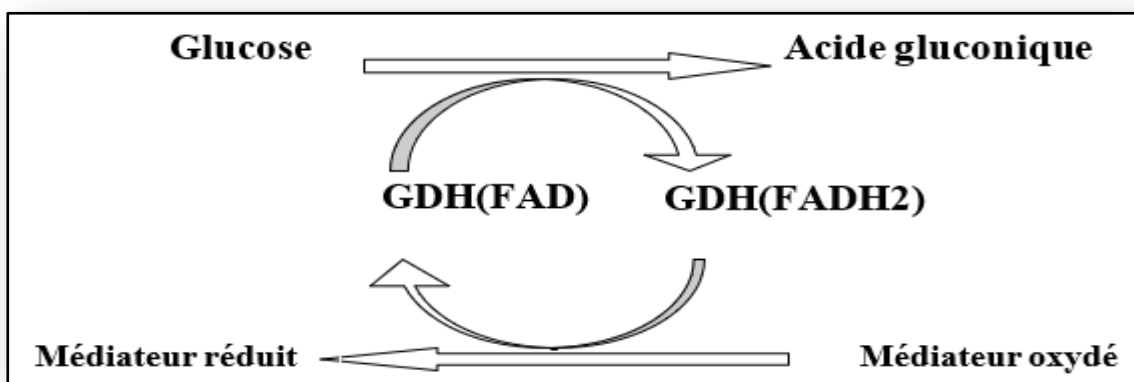 Glucose Acide gluconique
GDH(FAD) GDH(FADH2)
Médiateur réduit Médiateur oxydé